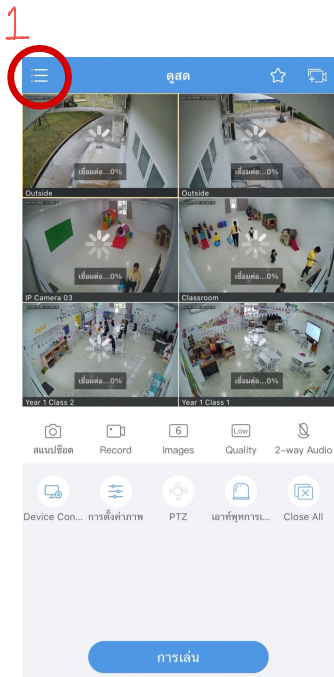 1
ดูสด
เชื่อมต่อ...0% เชื่อมต่อ...0%
Outside Outside
เชื่อมต่อ...0% เชื่อมต่อ...0%
IP Camera 03 Classroom
เชื่อมต่อ...0% เชื่อมต่อ...0%
Year 1 Class 2 Year 1 Class 1
6 Low
สแนปช็อต Record Images Quality 2-way Audio
Device Con... การตั้งค่าภาพ PTZ เอาท์พุทการเ... Close All
การเล่น